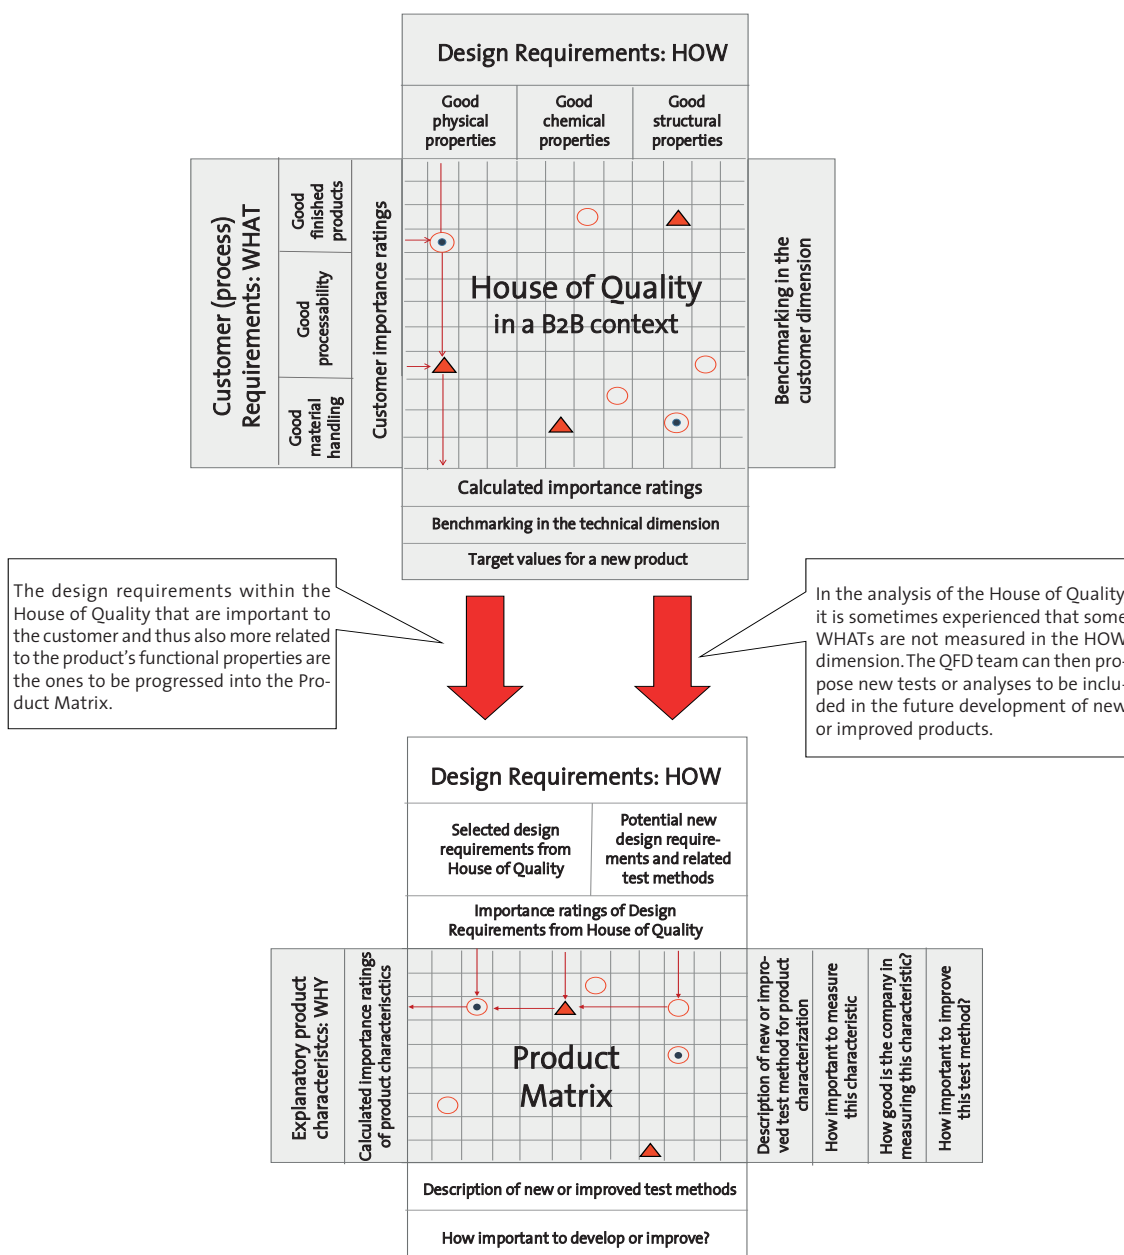 Design Requirements: HOW
Good
physical
properties
Good
chemical
properties
Good
structural
properties
Customer (process)
Requirements: WHAT
Good
finished
products
Good
processability
Good
material
handling
Customer importance ratings
House of Quality
in a B2B context
Benchmarking in the
customer dimension
Calculated importance ratings
Benchmarking in the technical dimension
Target values for a new product
The design requirements within the
House of Quality that are important to
the customer and thus also more related
to the product's functional properties are
the ones to be progressed into the Pro-
duct Matrix.
In the analysis of the House of Quality
it is sometimes experienced that some
WHATs are not measured in the HOW
dimension. The QFD team can then pro-
pose new tests or analyses to be inclu-
ded in the future development of new
or improved products.
Design Requirements: HOW
Selected design
requirements from
House of Quality
Potential new
design require-
ments and related
test methods
Importance ratings of Design
Requirements from House of Quality
Explanatory product
characteristcs: WHY
Calculated importance ratings
of product characterisctics
Product
Matrix
Description of new or impro-
ved test method for product
characterization
How important to measure
this characteristic
How good is the company in
measuring this characteristic?
How important to improve
this test method?
Description of new or improved test methods
How important to develop or improve?